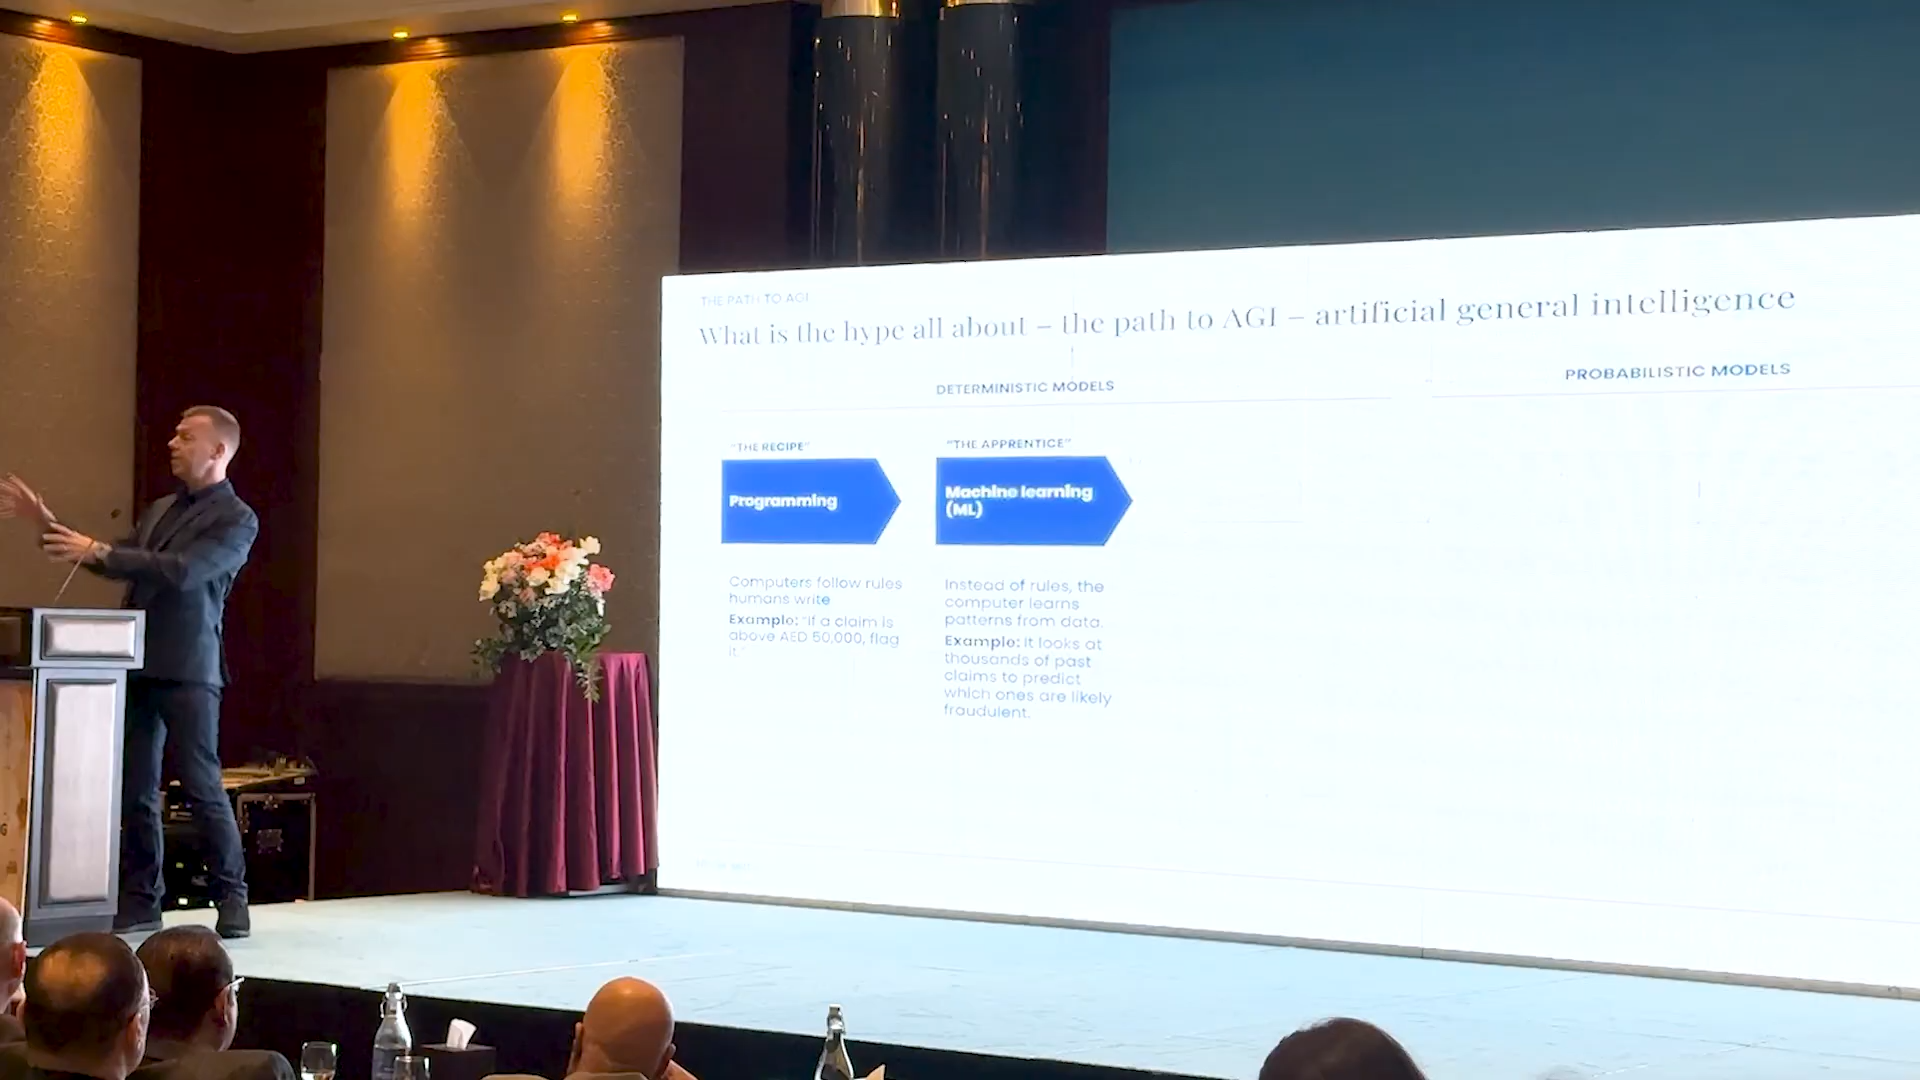 THE PATH TO AGI
What is the hype all about – the path to AGI – artificial general intelligence
DETERMINISTIC MODELS
PROBABILISTIC MODELS
"THE RECIPE"
Programming
Computers follow rules
humans write
Example: "If a claim is
above AED 50,000, flag
it."
"THE APPRENTICE"
Machine learning
(ML)
Instead of rules, the
computer learns
patterns from data.
Example: It looks at
thousands of past
claims to predict
which ones are likely
fraudulent.
G